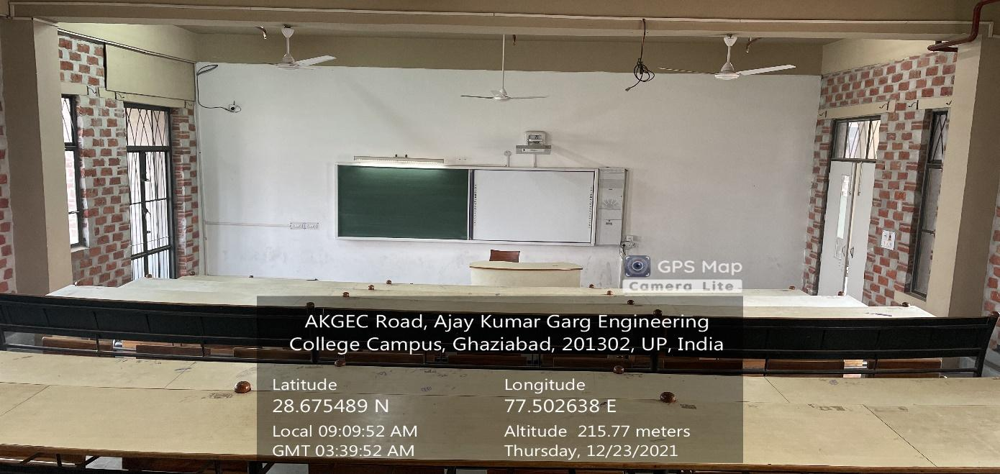 GPS Map
Camera Lite
AKGEC Road, Ajay Kumar Garg Engineering
College Campus, Ghaziabad, 201302, UP, India
Latitude
28.675489 N
Longitude
77.502638 E
Local 09:09:52 AM
GMT 03:39:52 AM
Altitude 215.77 meters
Thursday, 12/23/2021